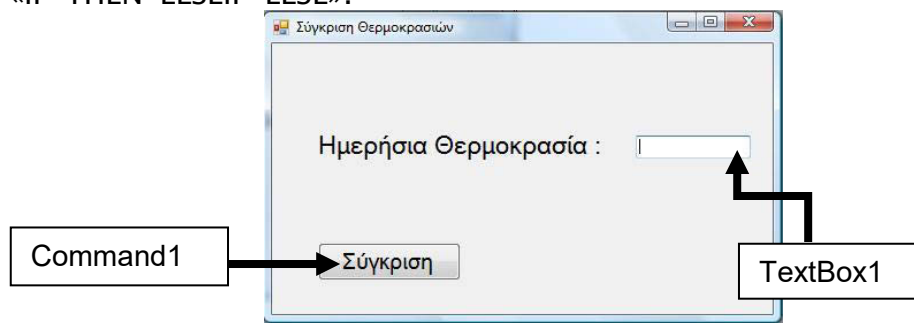 «IF THEN ELSEIF ELSE».
Σύγκριση Θερμοκρασιών
Ημερήσια Θερμοκρασία :
Command1
Σύγκριση
TextBox1